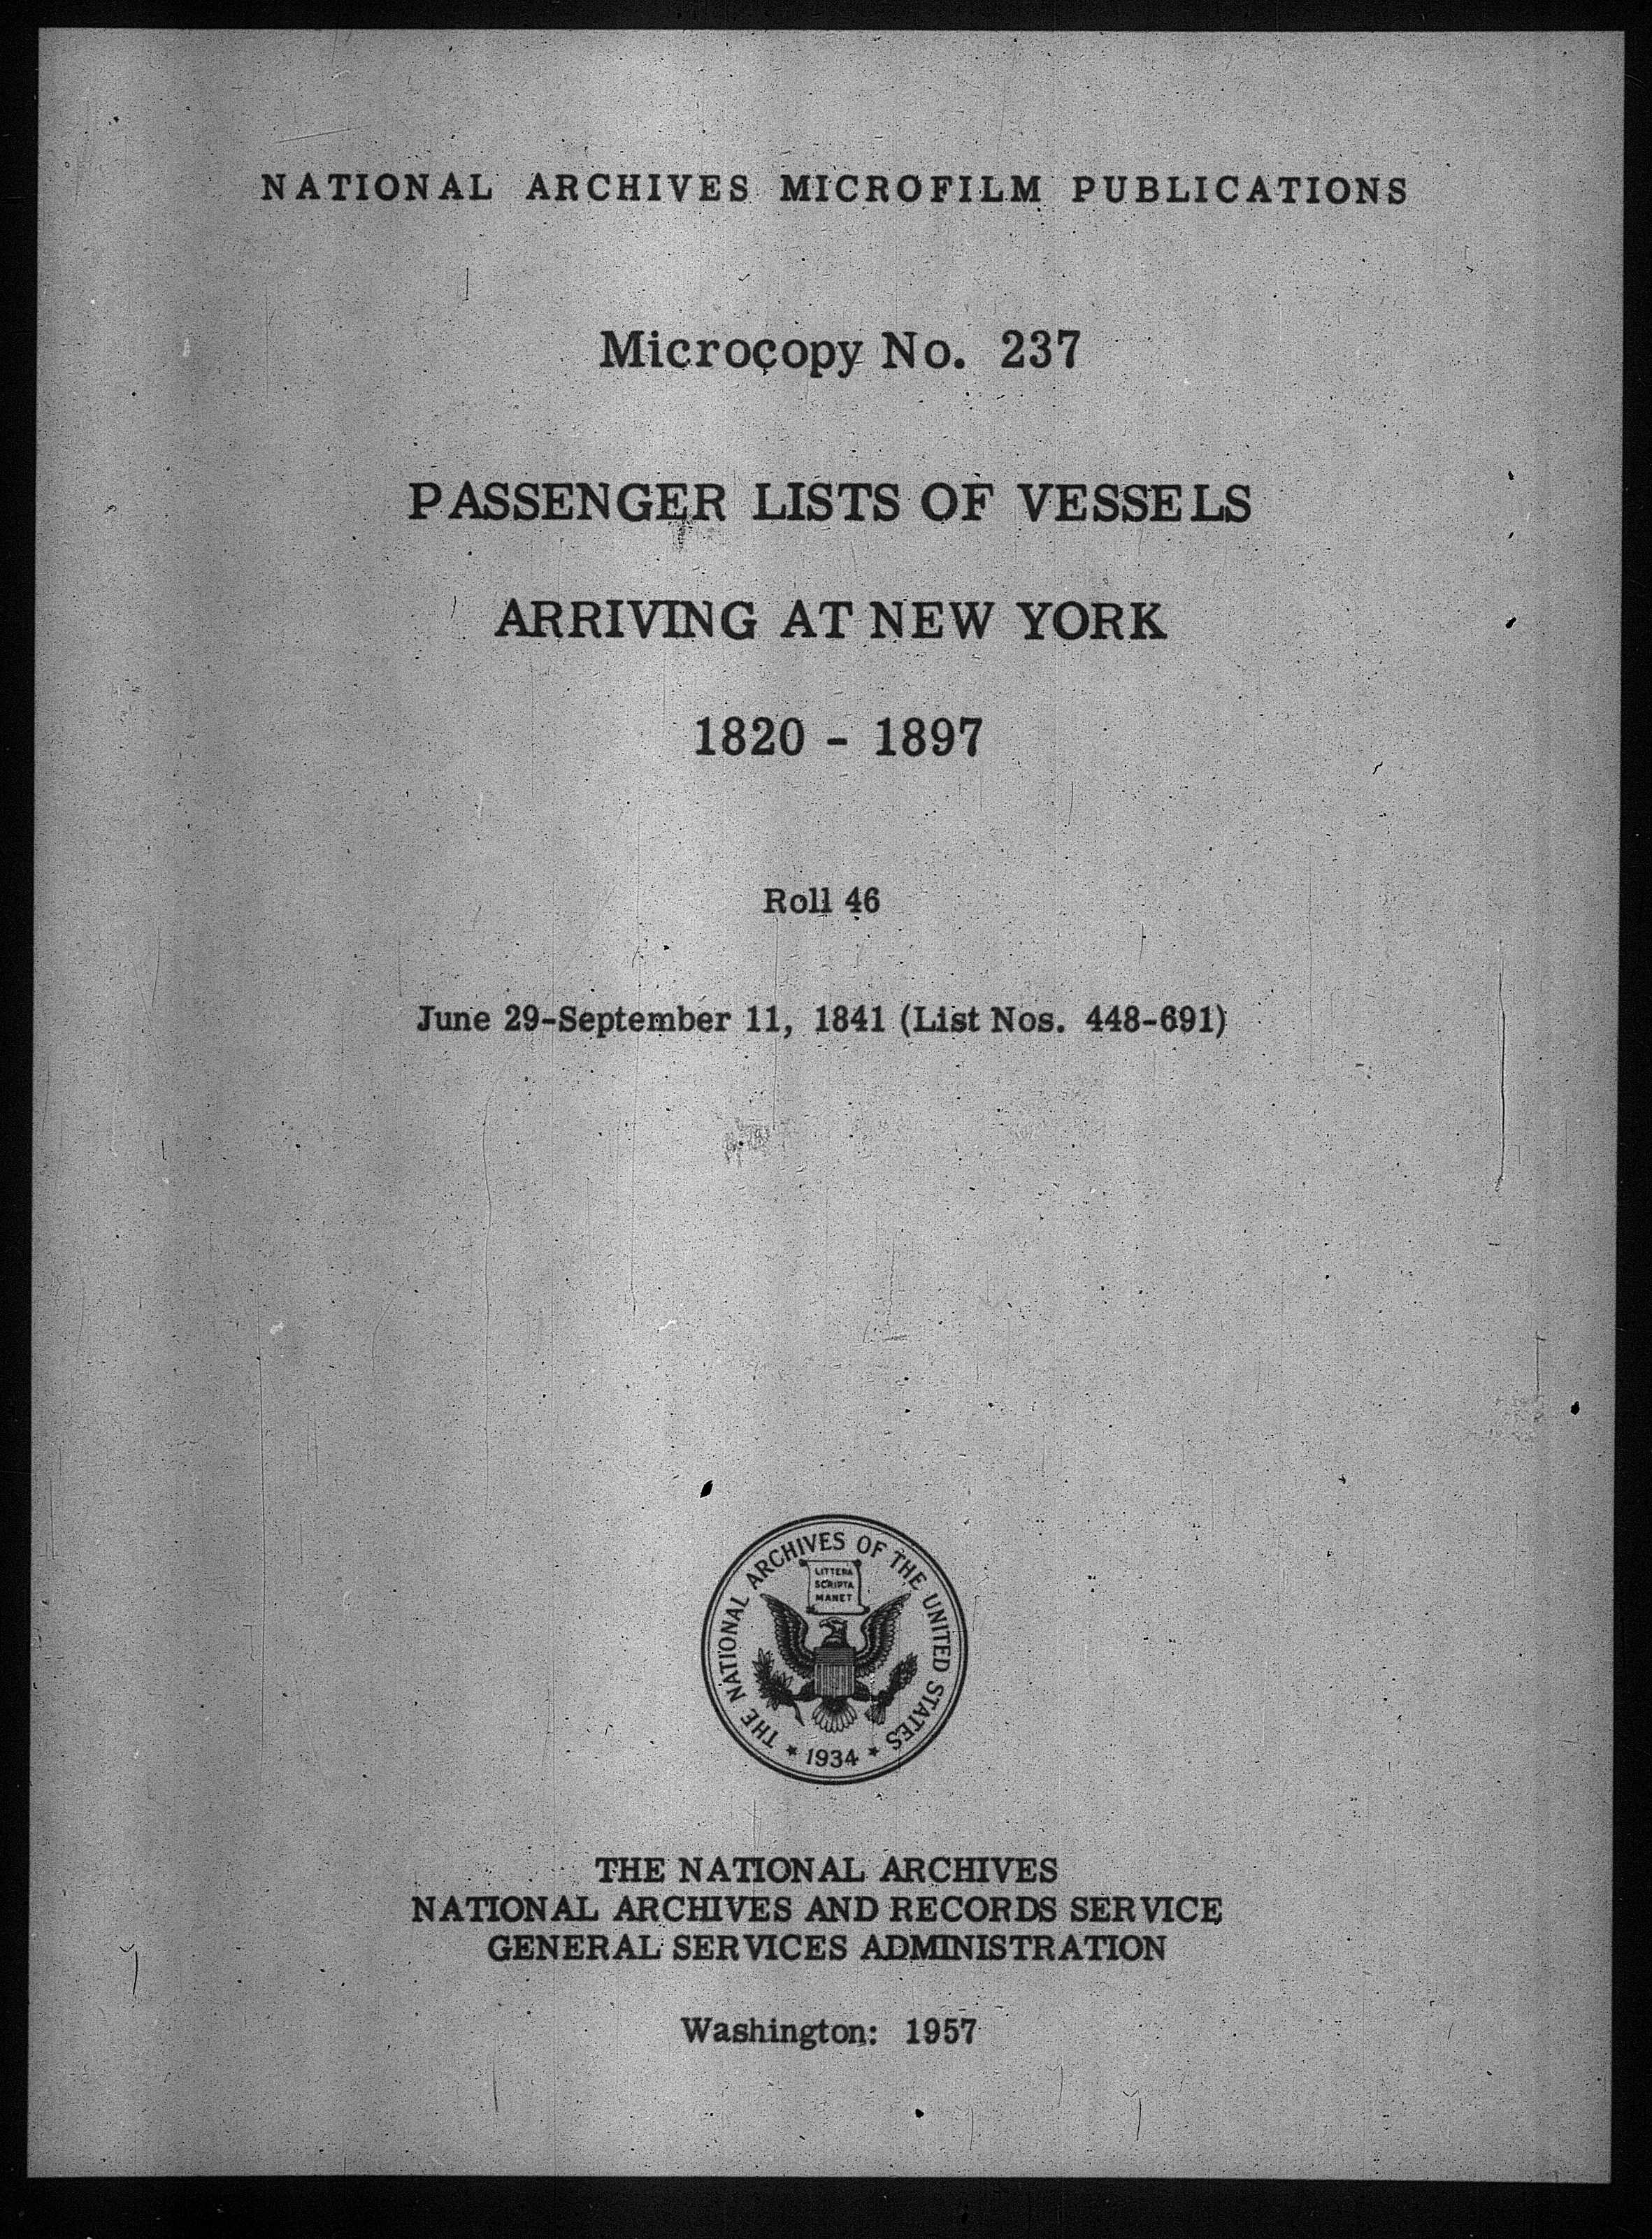 NATIONAL ARCHIVES MICROFILM PUBLICATIONS
Microcopy No. 237
PASSENGER LISTS OF VESSELS
ARRIVING AT NEW YORK
1820 - 1897
Roll 46
June 29-September 11, 1841 (List Nos. 448-691)
THE NATIONAL ARCHIVES OF THE UNITED STATES
LITTERA
SCRIPTA
MANET
★ 1934 ★
THE NATIONAL ARCHIVES
NATIONAL ARCHIVES AND RECORDS SERVICE
GENERAL SERVICES ADMINISTRATION
Washington: 1957